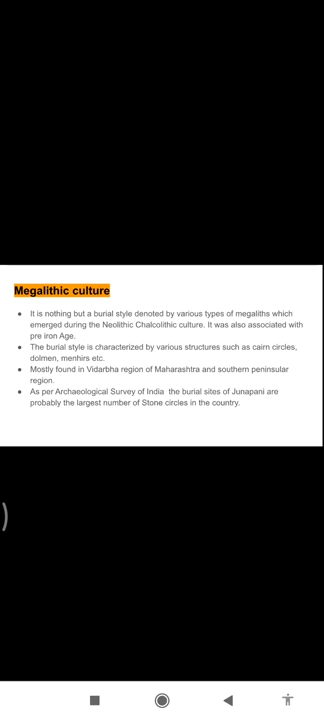 Megalithic culture
● It is nothing but a burial style denoted by various types of megaliths which
emerged during the Neolithic Chalcolithic culture. It was also associated with
pre iron Age.
● The burial style is characterized by various structures such as cairn circles,
dolmen, menhirs etc.
● Mostly found in Vidarbha region of Maharashtra and southern peninsular
region.
● As per Archaeological Survey of India  the burial sites of Junapani are
probably the largest number of Stone circles in the country.